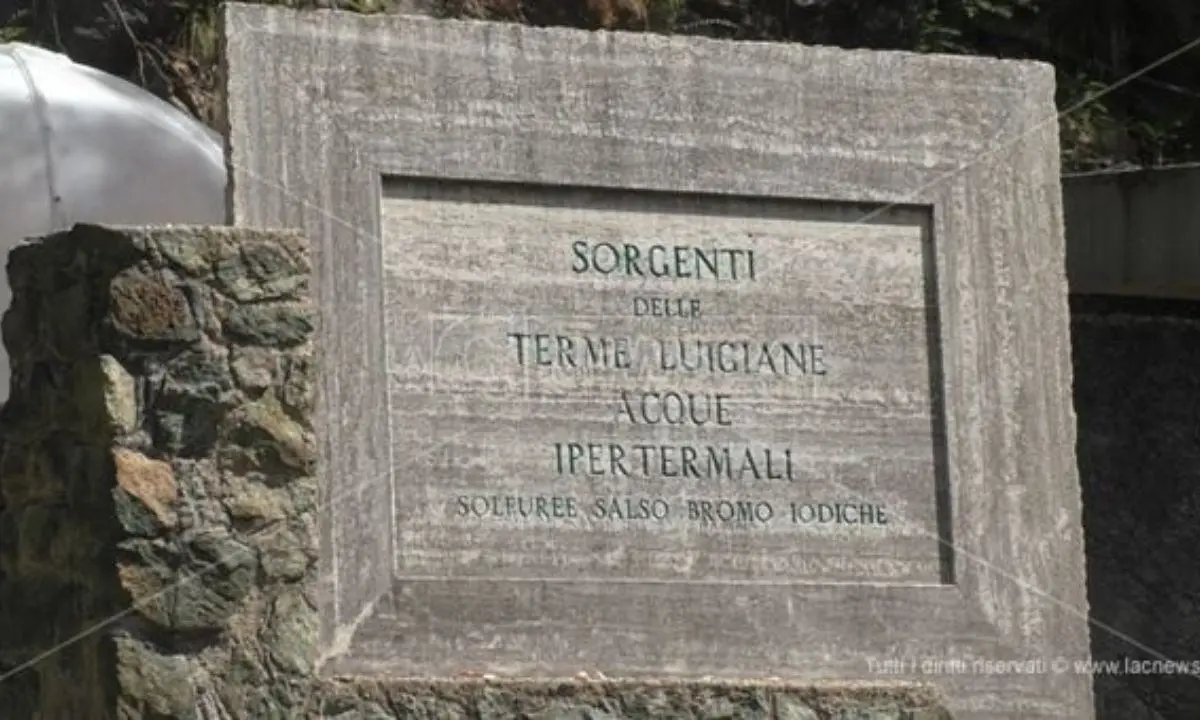 SORGENTI
DELLE
TERME LUIGIANE
ACQUE
IPERTERMALI
SOLFUREE SALSO BROMO IODICHE
Tutti i diritti riservati © www.lacnews